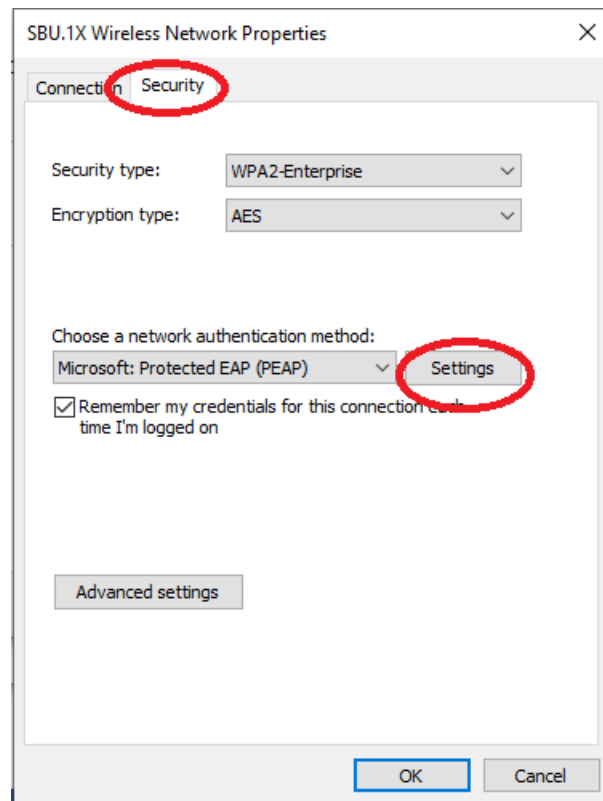 SBU.1X Wireless Network Properties
Connection Security
Security type: WPA2-Enterprise
Encryption type: AES
Choose a network authentication method:
Microsoft: Protected EAP (PEAP) Settings
Remember my credentials for this connection each
time I'm logged on
Advanced settings
OK Cancel